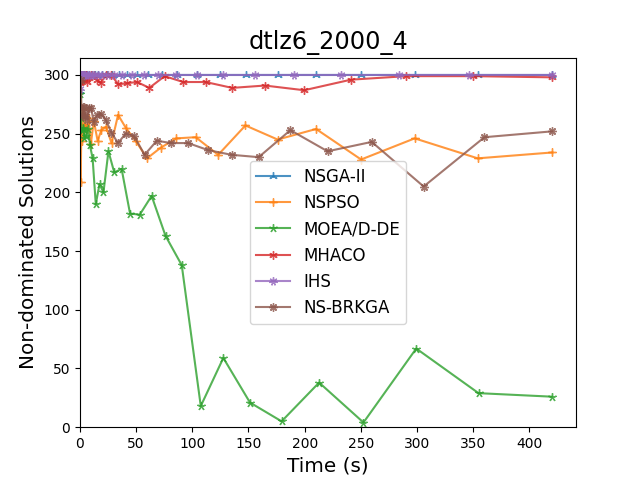 dtlz6_2000_4
Non-dominated Solutions
300
250
200
150
100
50
0
NSGA-II
NSPSO
MOEA/D-DE
MHACO
IHS
NS-BRKGA
0 50 100 150 200 250 300 350 400
Time (s)